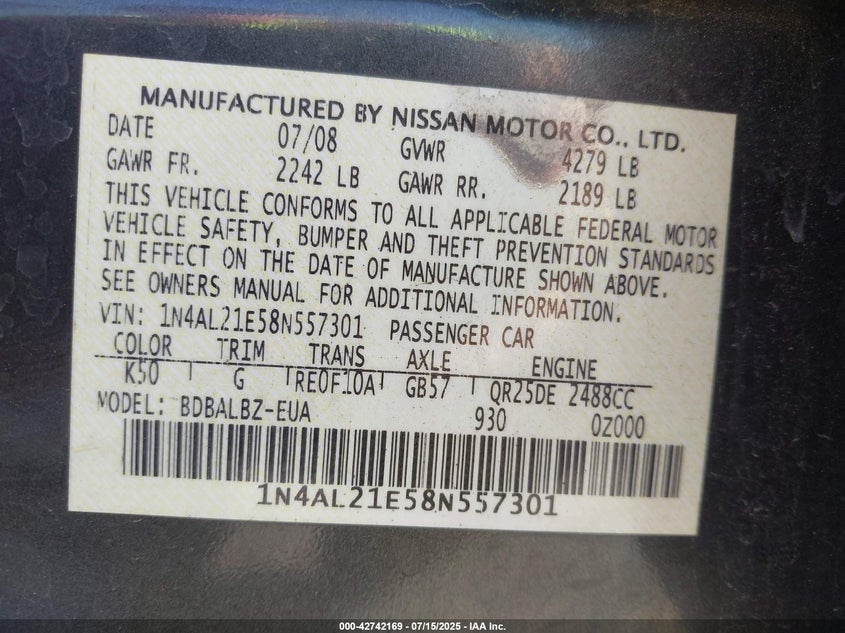 MANUFACTURED BY NISSAN MOTOR CO., LTD.
DATE 07/08 GVWR 4279 LB
GAWR FR. 2242 LB GAWR RR. 2189 LB
THIS VEHICLE CONFORMS TO ALL APPLICABLE FEDERAL MOTOR
VEHICLE SAFETY, BUMPER AND THEFT PREVENTION STANDARDS
IN EFFECT ON THE DATE OF MANUFACTURE SHOWN ABOVE.
SEE OWNERS MANUAL FOR ADDITIONAL INFORMATION.
VIN: 1N4AL21E58N557301 PASSENGER CAR
COLOR TRIM TRANS AXLE ENGINE
K50 G RE0F10A GB57 QR25DE 2488CC
MODEL: BDBALBZ-EUA 930 0Z000
1N4AL21E58N557301
000-42742169 - 07/15/2025 - IAA Inc.